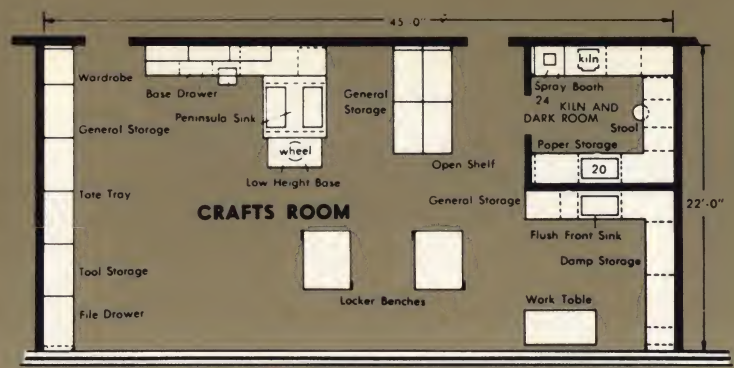 45'-0"
Wardrobe
General Storage
Tote Tray
Tool Storage
File Drawer
Base Drawer
Peninsula Sink
wheel
Low Height Base
General
Storage
Open Shelf
CRAFTS ROOM
Locker Benches
kiln
Spray Booth
24
KILN AND
DARK ROOM
Stool
Paper Storage
20
General Storage
Flush Front Sink
Damp Storage
Work Table
22'-0"